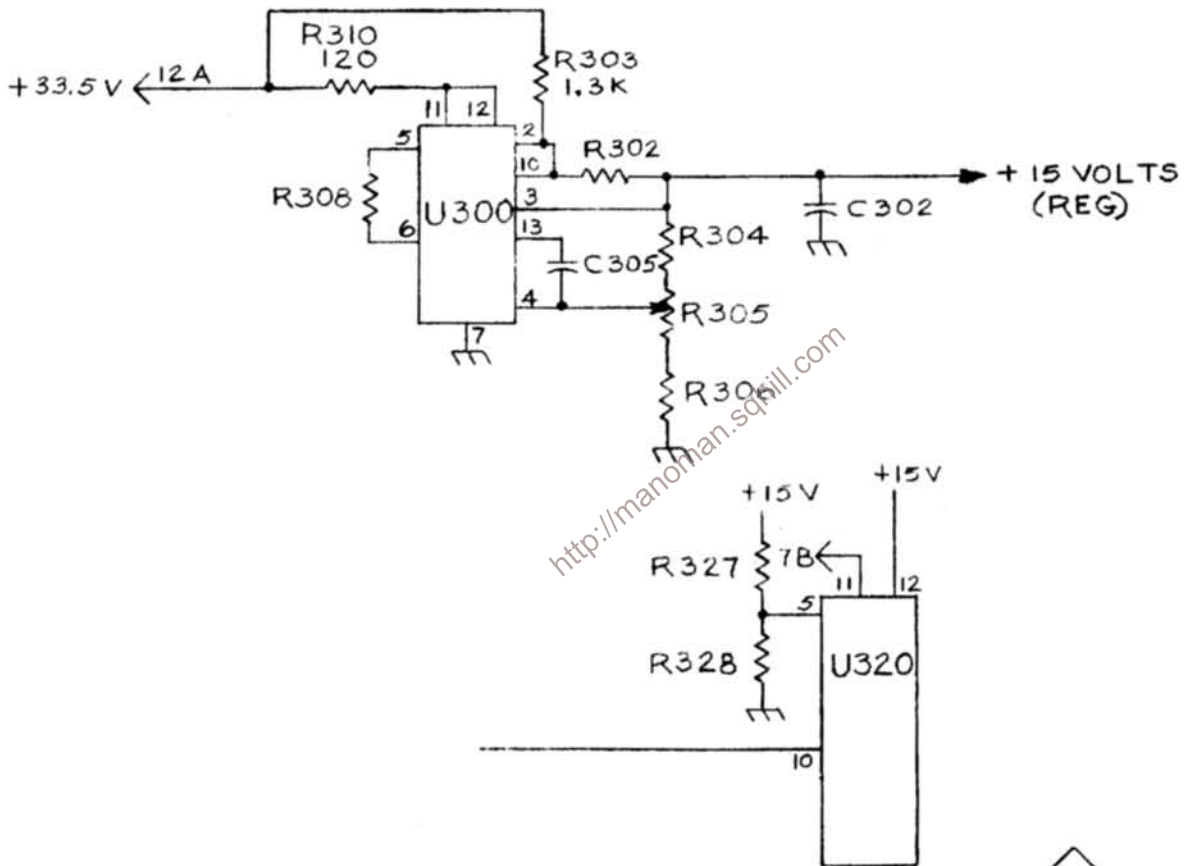 R310
120
R303
1.3K
+33.5 V
12 A
11
12
2
5
10
R302
+ 15 VOLTS
(REG)
R308
U300
3
C302
6
13
R304
C305
4
R305
7
R306
http://manoman.sqhill.com
+15V
+15V
R327
7B
11
12
5
R328
U320
10